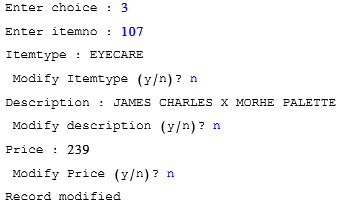 Enter choice : 3
Enter itemno : 107
Itemtype : EYECARE
Modify Itemtype (y/n)? n
Description : JAMES CHARLES X MORHE PALETTE
Modify description (y/n)? n
Price : 239
Modify Price (y/n)? n
Record modified